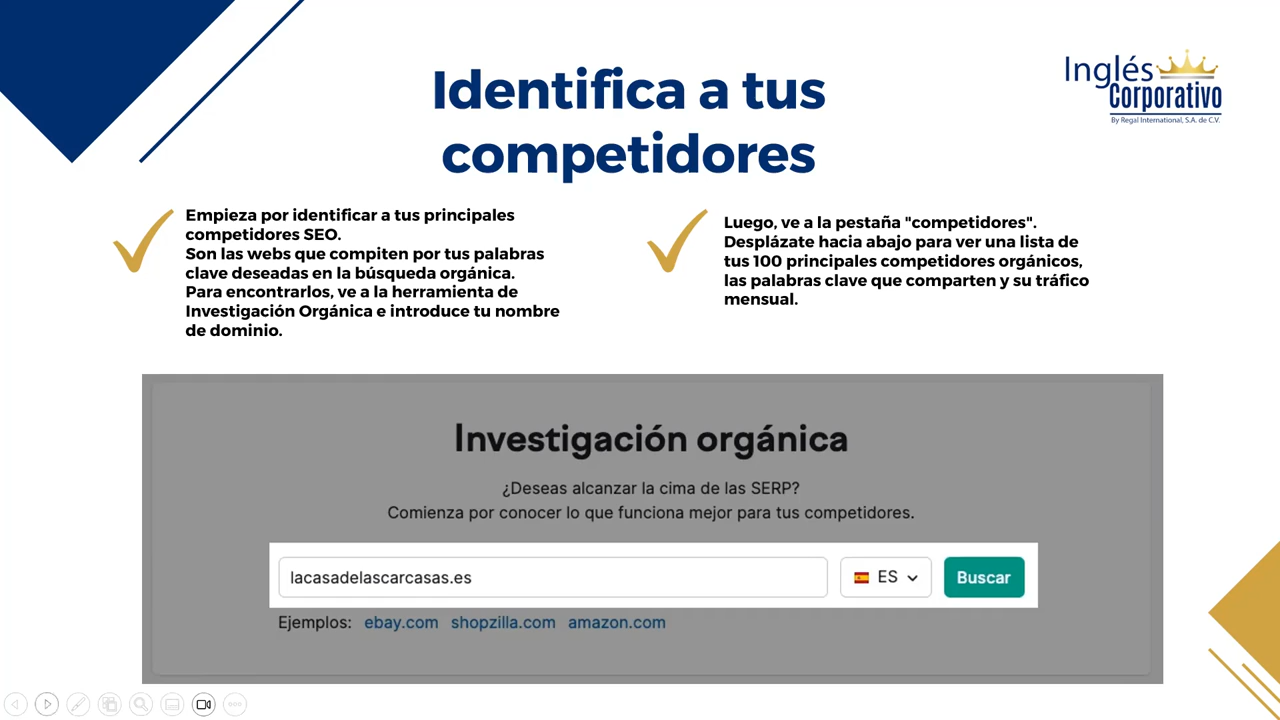 Identifica a tus
competidores
Inglés
Corporativo
By Regal International, S.A. de C.V.
Empieza por identificar a tus principales
competidores SEO.
Son las webs que compiten por tus palabras
clave deseadas en la búsqueda orgánica.
Para encontrarlos, ve a la herramienta de
Investigación Orgánica e introduce tu nombre
de dominio.
Luego, ve a la pestaña "competidores".
Desplázate hacia abajo para ver una lista de
tus 100 principales competidores orgánicos,
las palabras clave que comparten y su tráfico
mensual.
Investigación orgánica
¿Deseas alcanzar la cima de las SERP?
Comienza por conocer lo que funciona mejor para tus competidores.
lacasadelascarcasas.es ES Buscar
Ejemplos: ebay.com shopzilla.com amazon.com